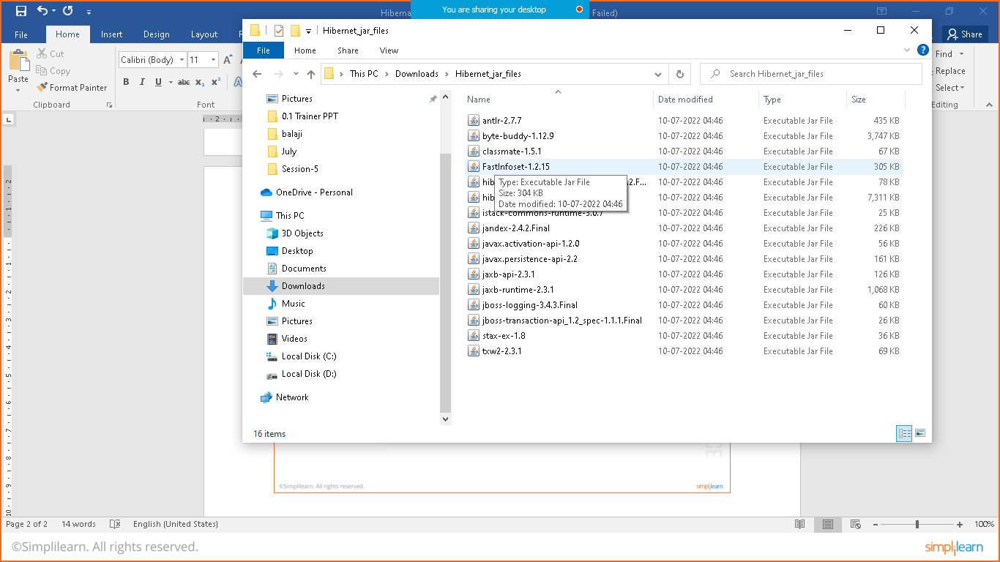 Hiberna
You are sharing your desktop
Failed)
File
Home
Insert
Design
Layout
Share
Paste
Cut
Copy
Format Painter
Clipboard
Calibri (Body)
11
B I U abc x₂ x²
Font
Find
Replace
Select
Editing
Hibernet_jar_files
File
Home
Share
View
This PC > Downloads > Hibernet_jar_files
Search Hibernet_jar_files
Pictures
0.1 Trainer PPT
balaji
July
Session-5
OneDrive - Personal
This PC
3D Objects
Desktop
Documents
Downloads
Music
Pictures
Videos
Local Disk (C:)
Local Disk (D:)
Network
Name Date modified Type Size
antlr-2.7.7 10-07-2022 04:46 Executable Jar File 435 KB
byte-buddy-1.12.9 10-07-2022 04:46 Executable Jar File 3,747 KB
classmate-1.5.1 10-07-2022 04:46 Executable Jar File 67 KB
FastInfoset-1.2.15 10-07-2022 04:46 Executable Jar File 305 KB
hib 2.F... 10-07-2022 04:46 Executable Jar File 78 KB
hib 10-07-2022 04:46 Executable Jar File 7,311 KB
Type: Executable Jar File
Size: 304 KB
Date modified: 10-07-2022 04:46
istack-commons-runtime-3.0.7 10-07-2022 04:46 Executable Jar File 25 KB
jandex-2.4.2.Final 10-07-2022 04:46 Executable Jar File 226 KB
javax.activation-api-1.2.0 10-07-2022 04:46 Executable Jar File 56 KB
javax.persistence-api-2.2 10-07-2022 04:46 Executable Jar File 161 KB
jaxb-api-2.3.1 10-07-2022 04:46 Executable Jar File 126 KB
jaxb-runtime-2.3.1 10-07-2022 04:46 Executable Jar File 1,068 KB
jboss-logging-3.4.3.Final 10-07-2022 04:46 Executable Jar File 60 KB
jboss-transaction-api_1.2_spec-1.1.1.Final 10-07-2022 04:46 Executable Jar File 26 KB
stax-ex-1.8 10-07-2022 04:46 Executable Jar File 36 KB
txw2-2.3.1 10-07-2022 04:46 Executable Jar File 69 KB
16 items
©Simplilearn. All rights reserved.
simplilearn
Page 2 of 2
14 words
English (United States)
100%
©Simplilearn. All rights reserved.
simplilearn